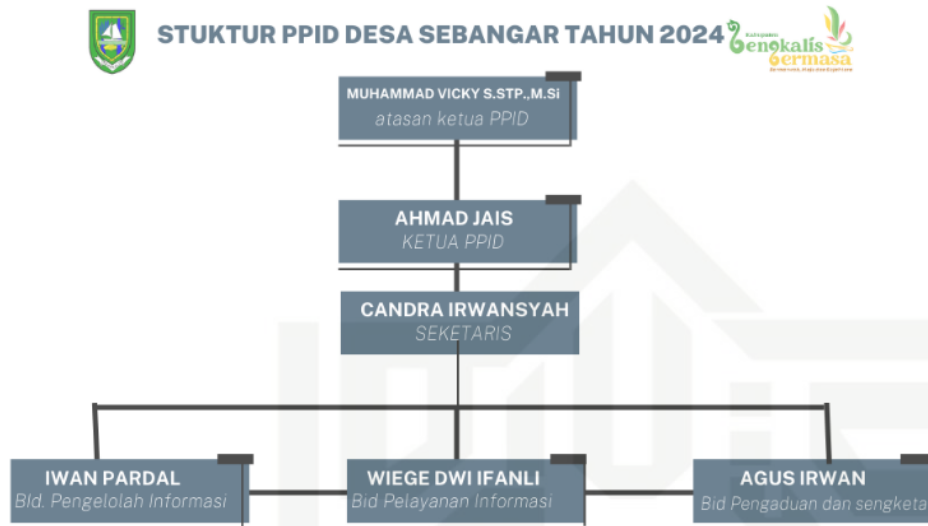 STUKTUR PPID DESA SEBANGAR TAHUN 2024
Kabupaten
Bengkalis
Bermasa
MUHAMMAD VICKY S.STP.,M.Si
atasan ketua PPID
AHMAD JAIS
KETUA PPID
CANDRA IRWANSYAH
SEKETARIS
IWAN PARDAL
BId. Pengelolah Informasi
WIEGE DWI IFANLI
Bid Pelayanan Informasi
AGUS IRWAN
Bid Pengaduan dan sengketa